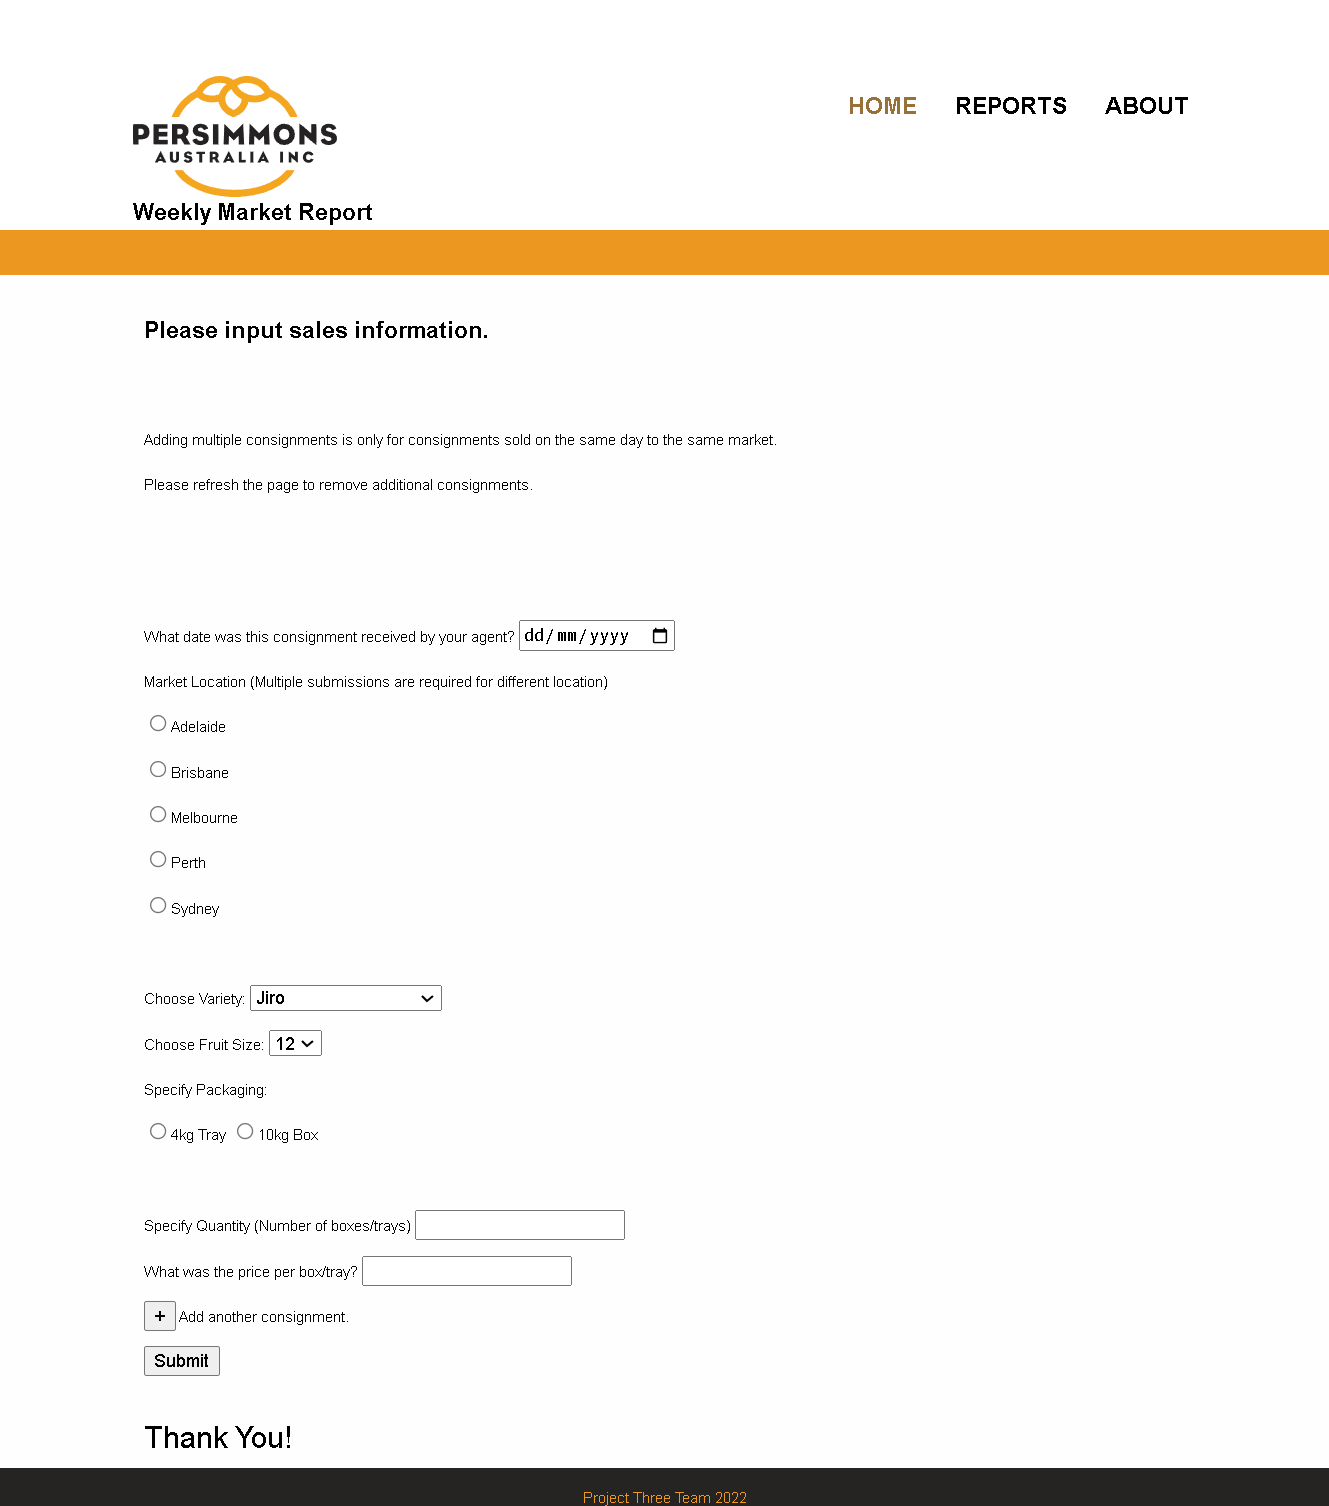 HOME REPORTS ABOUT
PERSIMMONS
AUSTRALIA INC
Weekly Market Report
Please input sales information.
Adding multiple consignments is only for consignments sold on the same day to the same market.
Please refresh the page to remove additional consignments.
What date was this consignment received by your agent? dd/mm/yyyy
Market Location (Multiple submissions are required for different location)
Adelaide
Brisbane
Melbourne
Perth
Sydney
Choose Variety: Jiro
Choose Fruit Size: 12
Specify Packaging:
4kg Tray 10kg Box
Specify Quantity (Number of boxes/trays)
What was the price per box/tray?
+ Add another consignment.
Submit
Thank You!
Project Three Team 2022